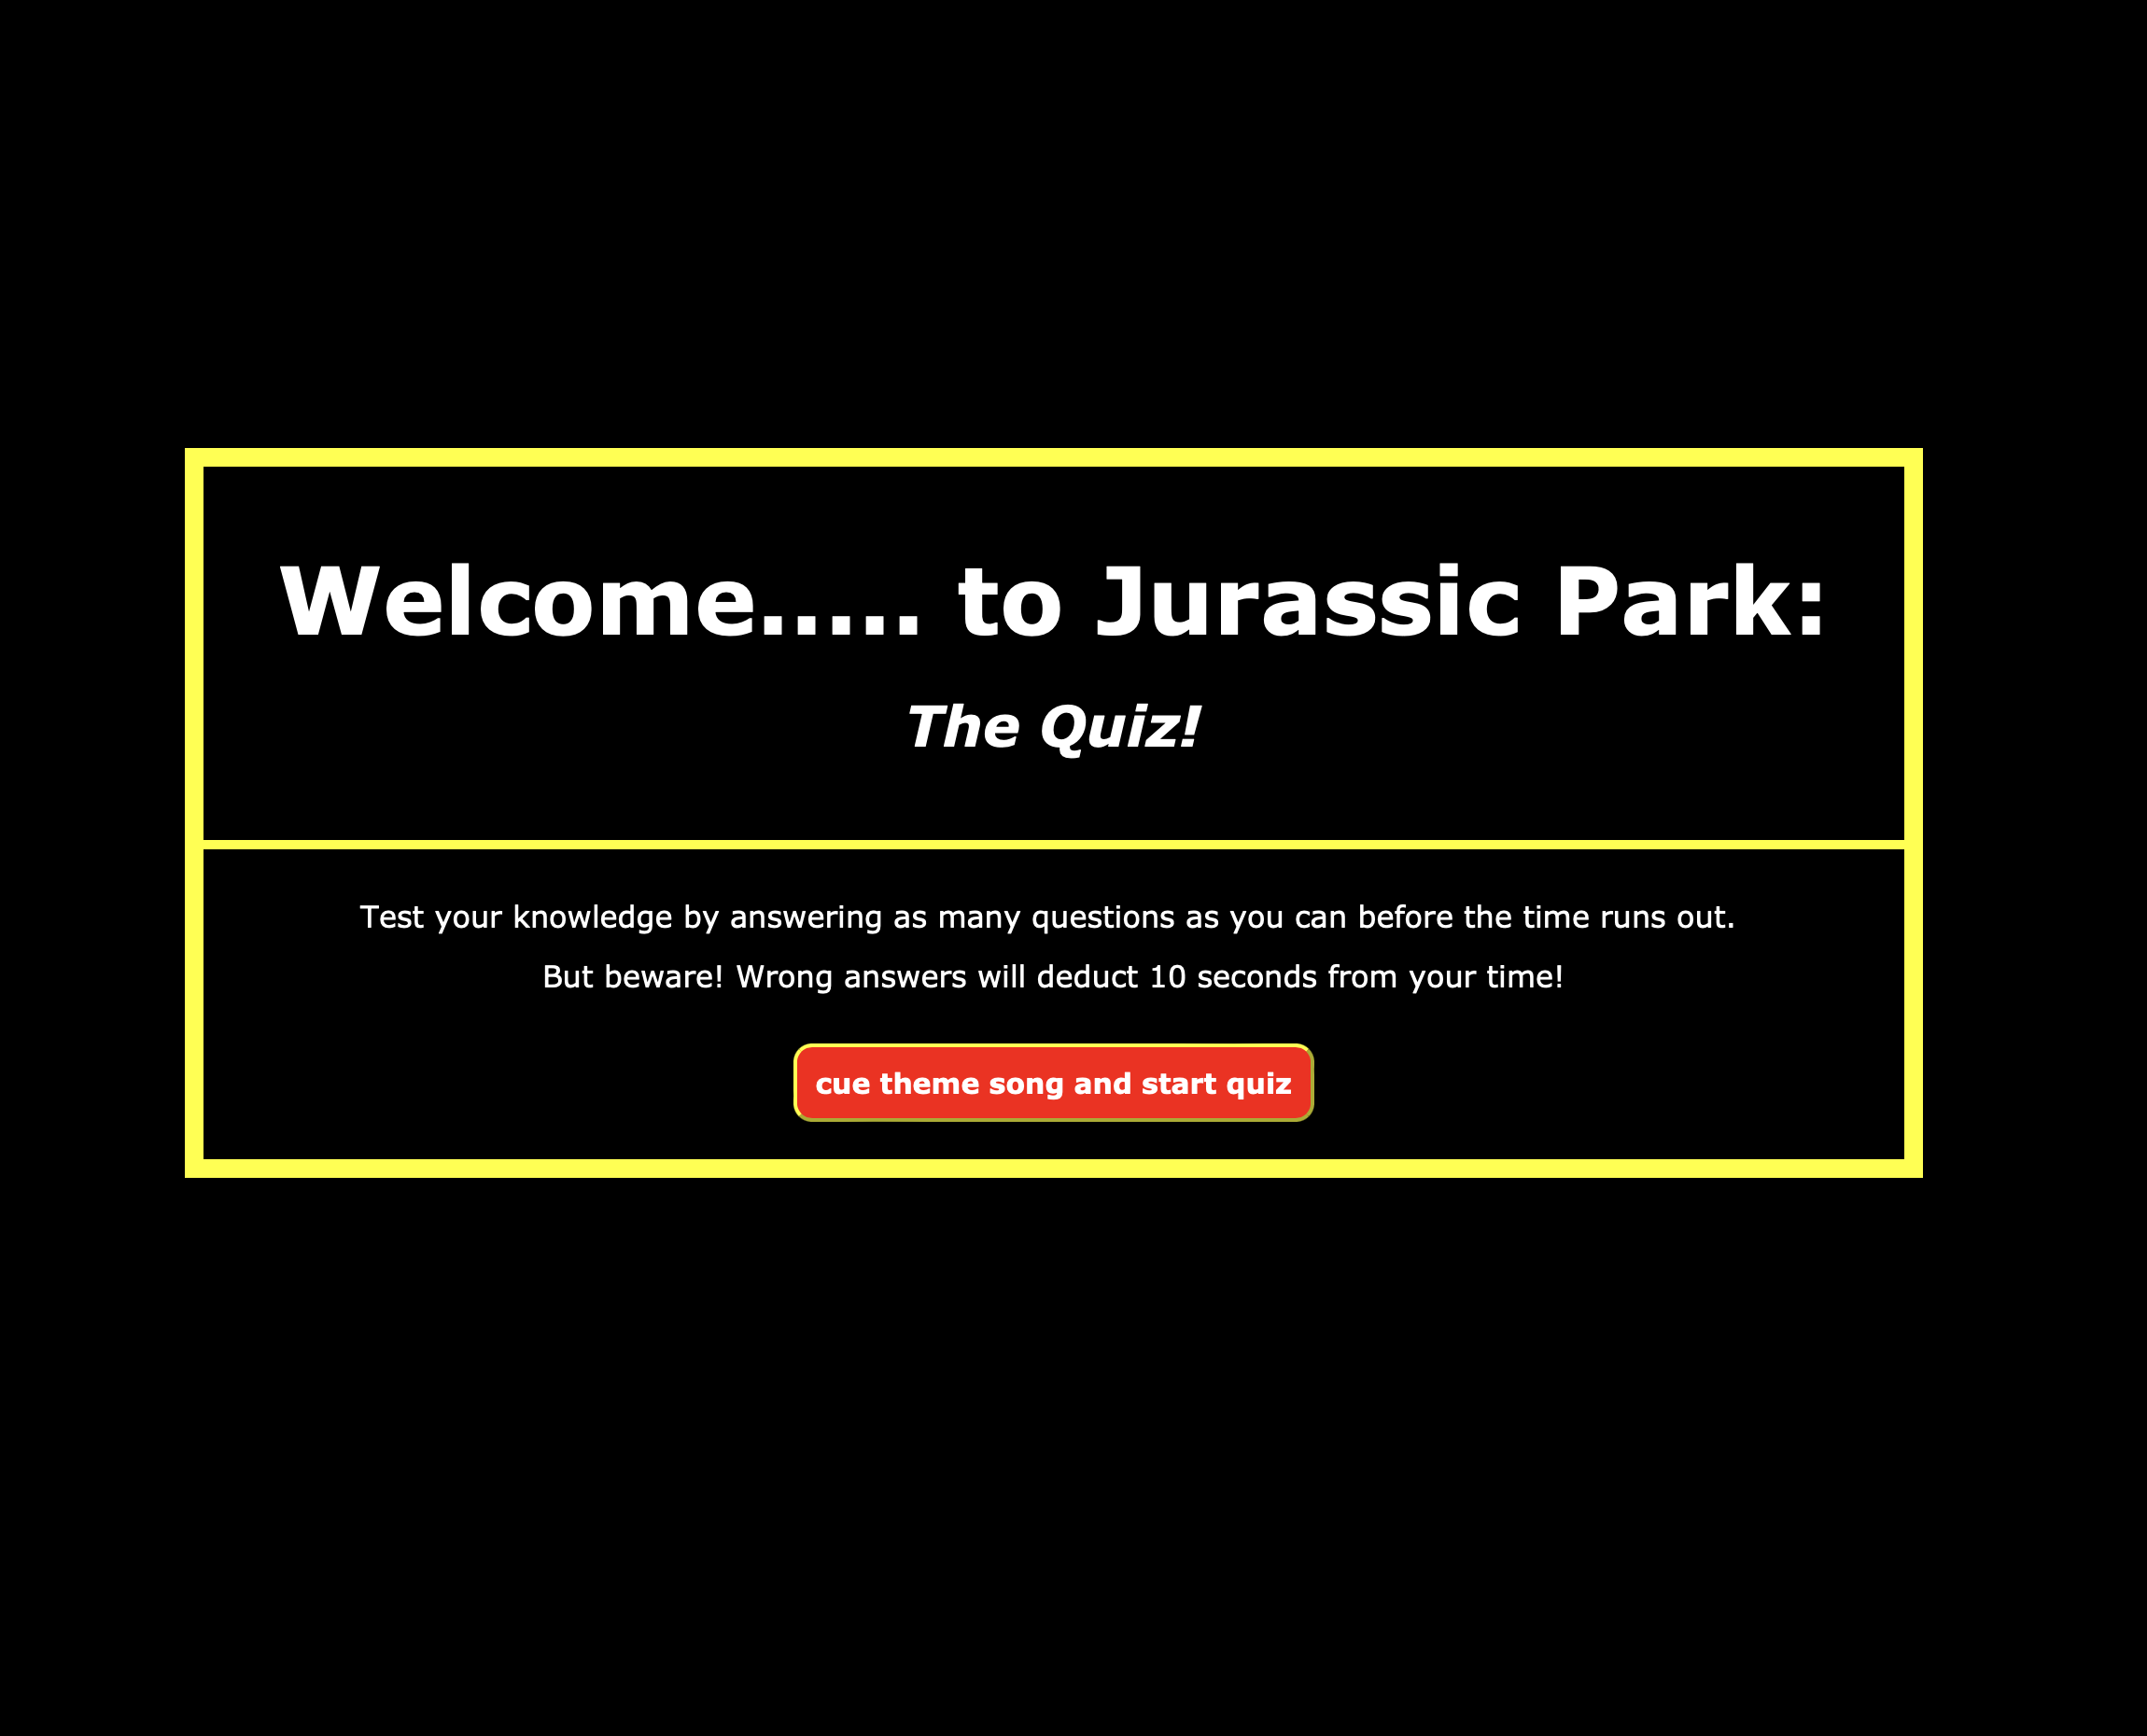 Welcome..... to Jurassic Park:
The Quiz!
Test your knowledge by answering as many questions as you can before the time runs out.
But beware! Wrong answers will deduct 10 seconds from your time!
cue theme song and start quiz